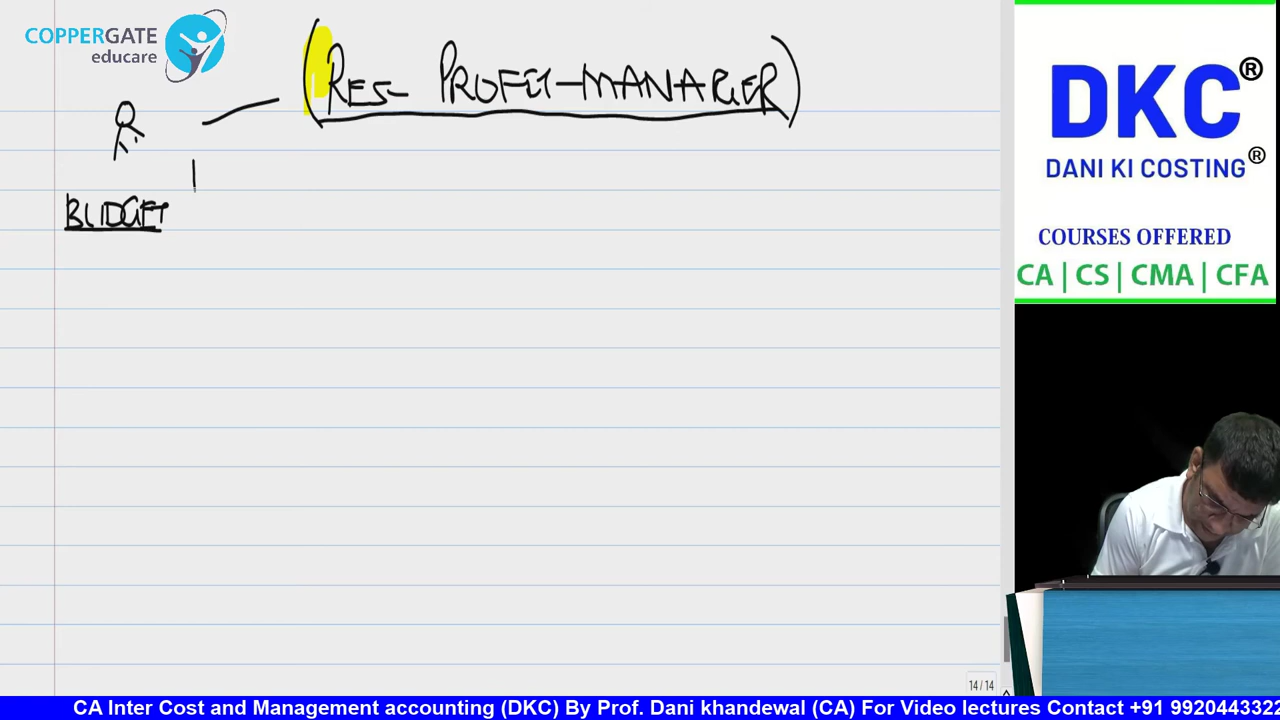 COPPERGATE
educare
(RES- PROFIT-MANAGER)
BUDGET
DKC®
DANI KI COSTING®
COURSES OFFERED
CA | CS | CMA | CFA
14 / 14
CA Inter Cost and Management accounting (DKC) By Prof. Dani khandewal (CA) For Video lectures Contact +91 9920443322